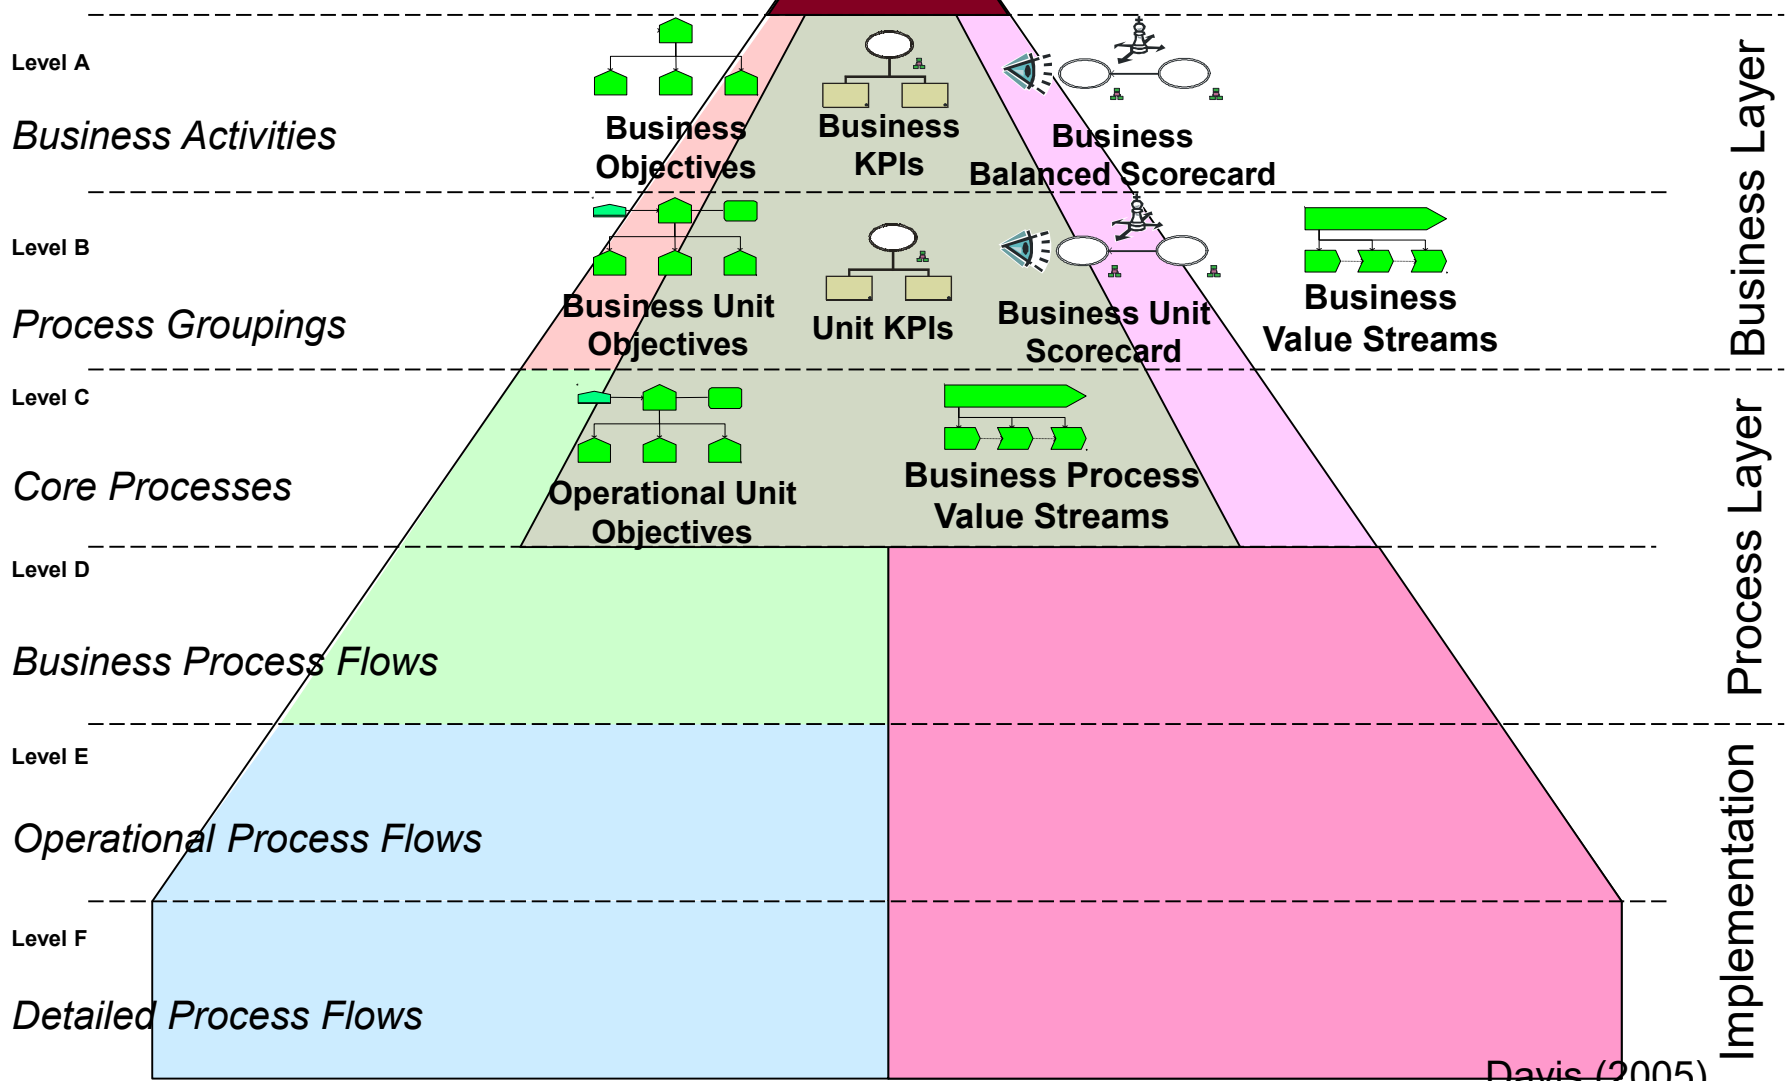 Level A
Business Activities
Business
Objectives
Business
KPIs
Business
Balanced Scorecard
Level B
Process Groupings
Business Unit
Objectives
Unit KPIs
Business Unit
Scorecard
Business
Value Streams
Business Layer
Level C
Core Processes
Operational Unit
Objectives
Business Process
Value Streams
Level D
Business Process Flows
Process Layer
Level E
Operational Process Flows
Level F
Detailed Process Flows
Implementation
Davis (2005)